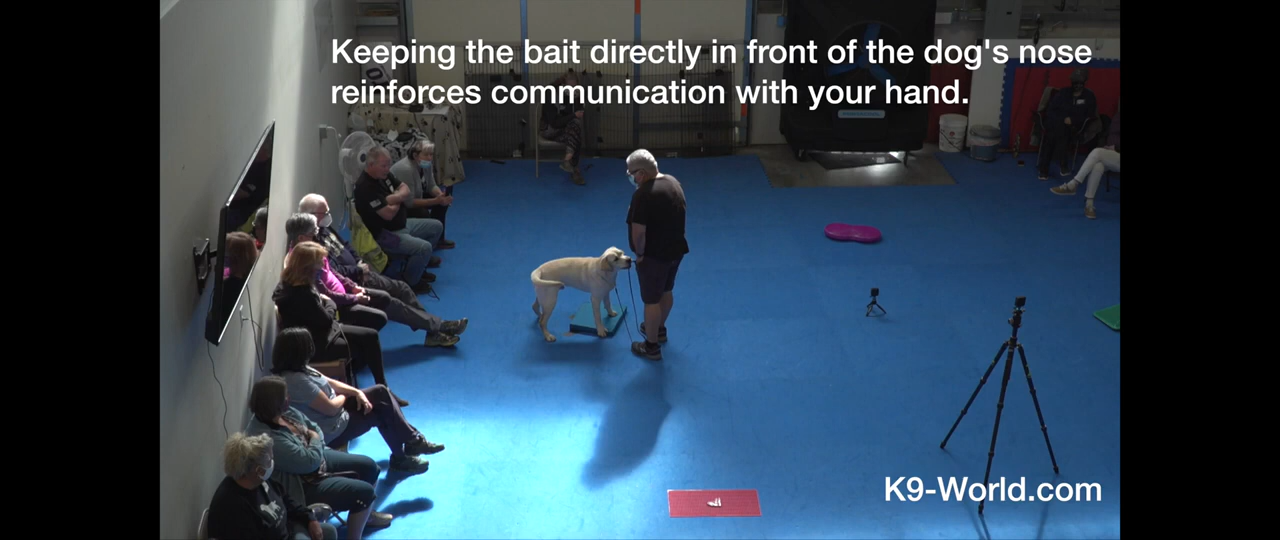 Keeping the bait directly in front of the dog's nose
reinforces communication with your hand.
K9-World.com